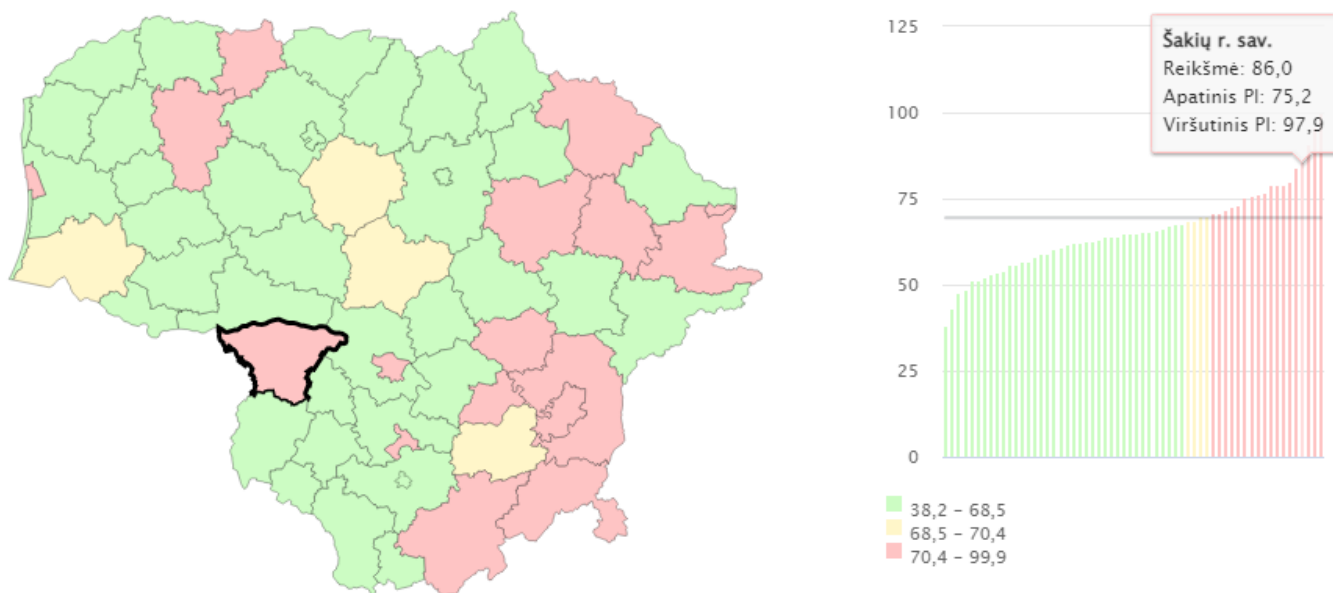 125
100
75
50
25
0
Šakių r. sav.
Reikšmė: 86,0
Apatinis PI: 75,2
Viršutinis PI: 97,9
38,2 – 68,5
68,5 – 70,4
70,4 – 99,9